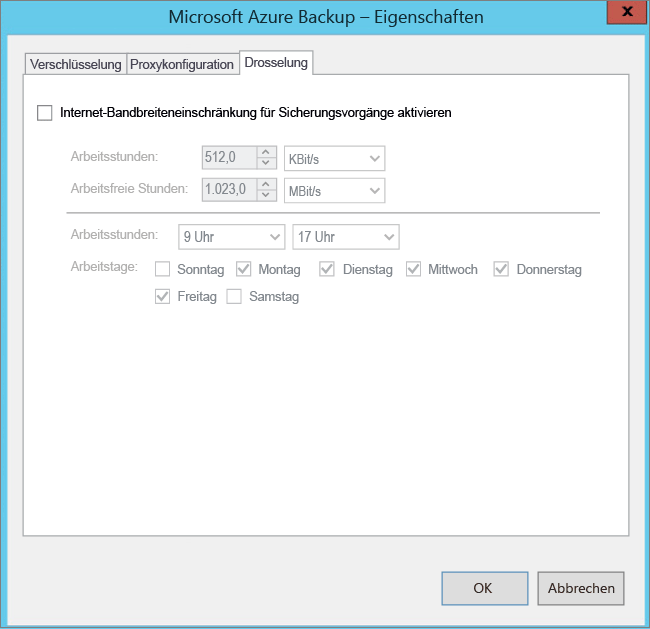 Microsoft Azure Backup – Eigenschaften
x
Verschlüsselung Proxykonfiguration Drosselung
Internet-Bandbreiteneinschränkung für Sicherungsvorgänge aktivieren
Arbeitsstunden: 512,0 KBit/s
Arbeitsfreie Stunden: 1.023,0 MBit/s
Arbeitsstunden: 9 Uhr 17 Uhr
Arbeitstage: Sonntag Montag Dienstag Mittwoch Donnerstag
Freitag Samstag
OK Abbrechen